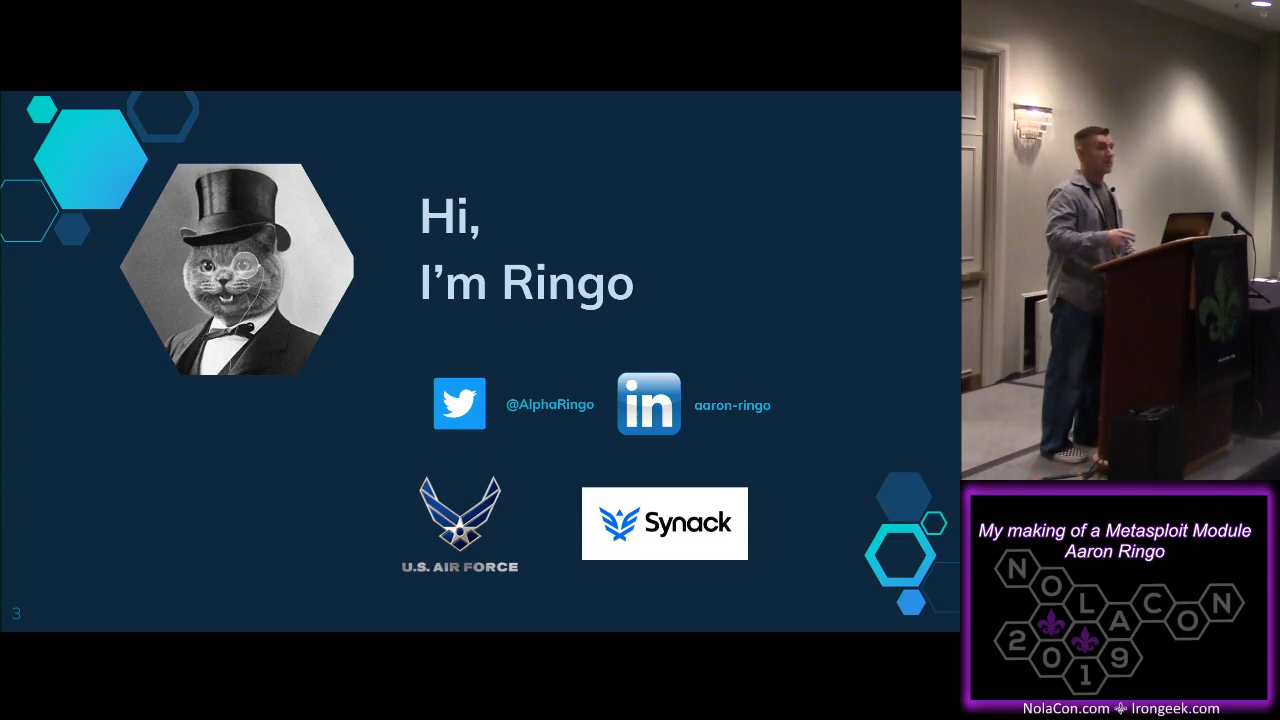 Hi,
I'm Ringo
@AlphaRingo
in
aaron-ringo
U.S. AIR FORCE
Synack
3
My making of a Metasploit Module
Aaron Ringo
NOLACON
2019
NolaCon.com ⚜ Irongeek.com